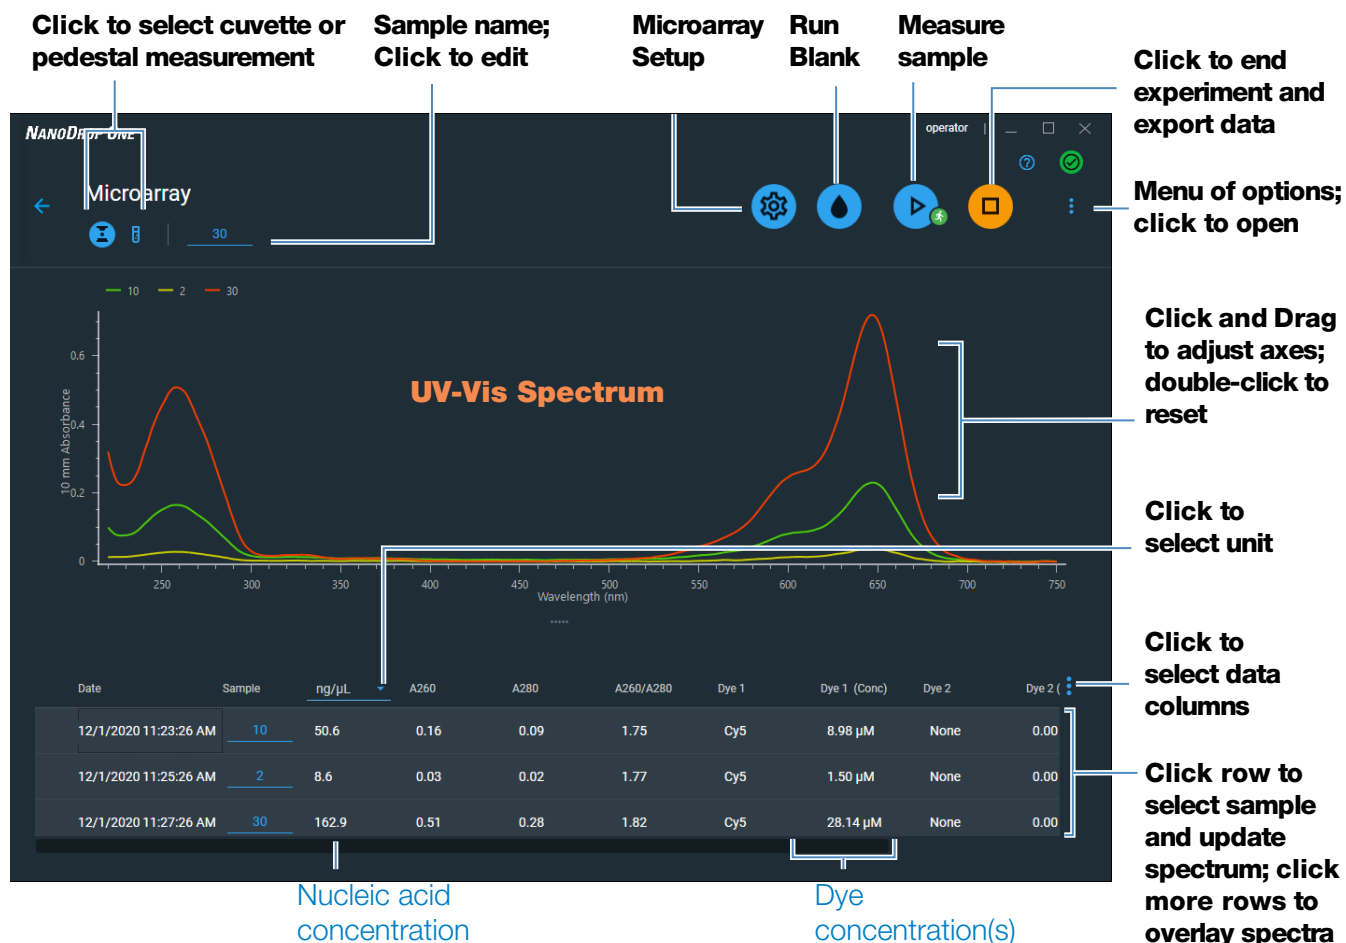 Click to select cuvette or
pedestal measurement
Sample name;
Click to edit
Microarray
Setup
Run
Blank
Measure
sample
Click to end
experiment and
export data
NANODROP ONE
operator
Microarray
30
Menu of options;
click to open
10
2
30
UV-Vis Spectrum
Click and Drag
to adjust axes;
double-click to
reset
10 mm Absorbance
0.6
0.4
0.2
0
250 300 350 400 450 500 550 600 650 700 750
Wavelength (nm)
Click to
select unit
Click to
select data
columns
Date Sample ng/µL A260 A280 A260/A280 Dye 1 Dye 1 (Conc) Dye 2 Dye 2 (
12/1/2020 11:23:26 AM 10 50.6 0.16 0.09 1.75 Cy5 8.98 µM None 0.00
12/1/2020 11:25:26 AM 2 8.6 0.03 0.02 1.77 Cy5 1.50 µM None 0.00
12/1/2020 11:27:26 AM 30 162.9 0.51 0.28 1.82 Cy5 28.14 µM None 0.00
Click row to
select sample
and update
spectrum; click
more rows to
overlay spectra
Nucleic acid
concentration
Dye
concentration(s)